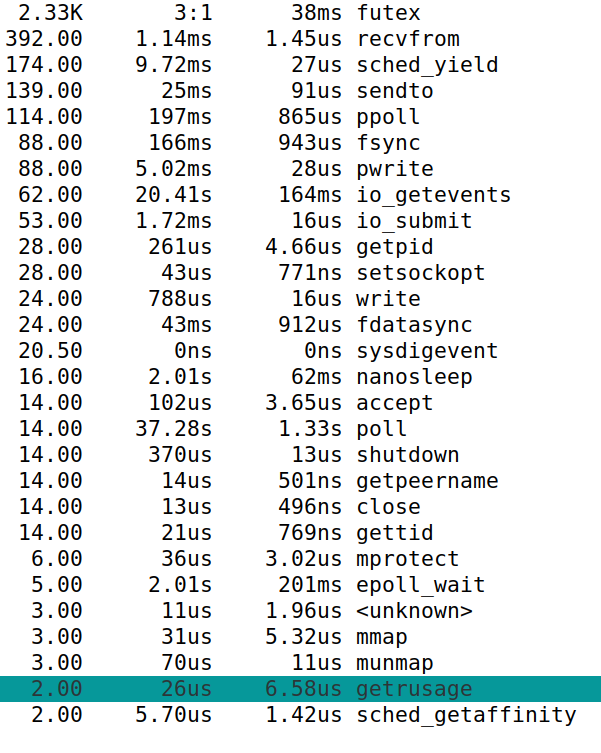 2.33K 3:1 38ms futex
392.00 1.14ms 1.45us recvfrom
174.00 9.72ms 27us sched_yield
139.00 25ms 91us sendto
114.00 197ms 865us ppoll
88.00 166ms 943us fsync
88.00 5.02ms 28us pwrite
62.00 20.41s 164ms io_getevents
53.00 1.72ms 16us io_submit
28.00 261us 4.66us getpid
28.00 43us 771ns setsockopt
24.00 788us 16us write
24.00 43ms 912us fdatasync
20.50 0ns 0ns sysdigevent
16.00 2.01s 62ms nanosleep
14.00 102us 3.65us accept
14.00 37.28s 1.33s poll
14.00 370us 13us shutdown
14.00 14us 501ns getpeername
14.00 13us 496ns close
14.00 21us 769ns gettid
6.00 36us 3.02us mprotect
5.00 2.01s 201ms epoll_wait
3.00 11us 1.96us <unknown>
3.00 31us 5.32us mmap
3.00 70us 11us munmap
2.00 26us 6.58us getrusage
2.00 5.70us 1.42us sched_getaffinity